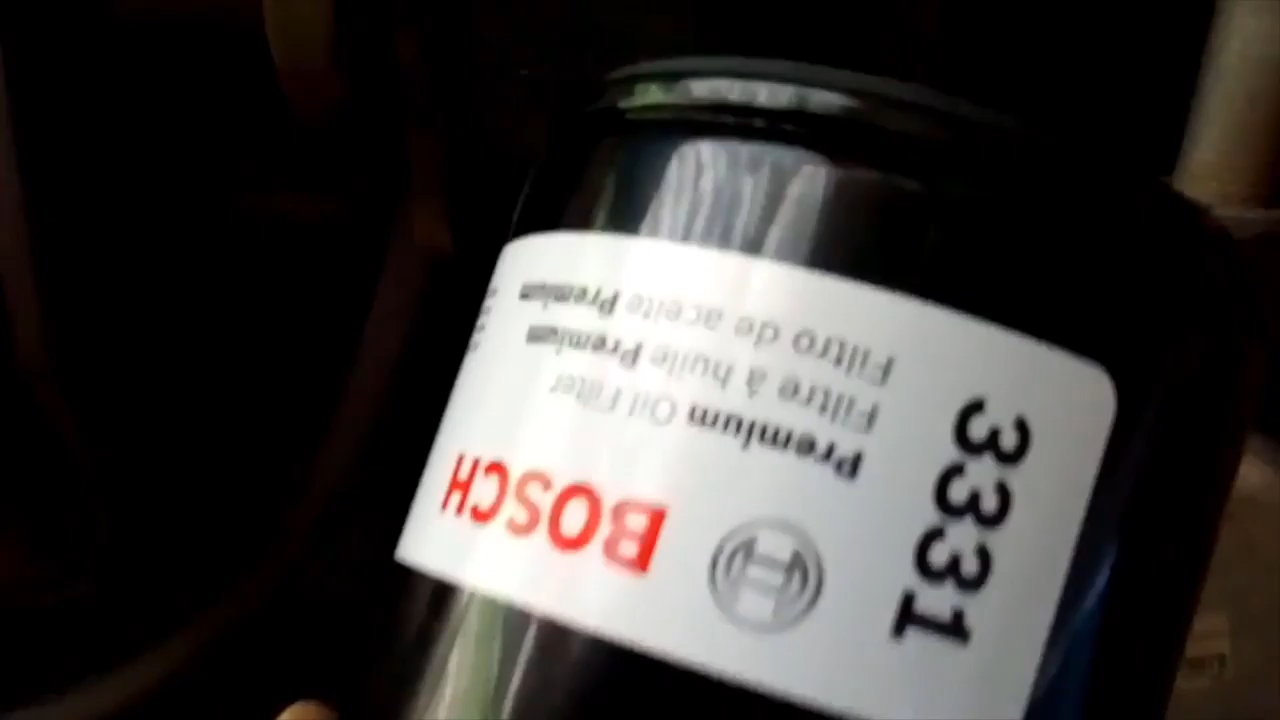 BOSCH
Premium Oil Filter
Filtre à huile Premium
Filtro de aceite Premium
3331